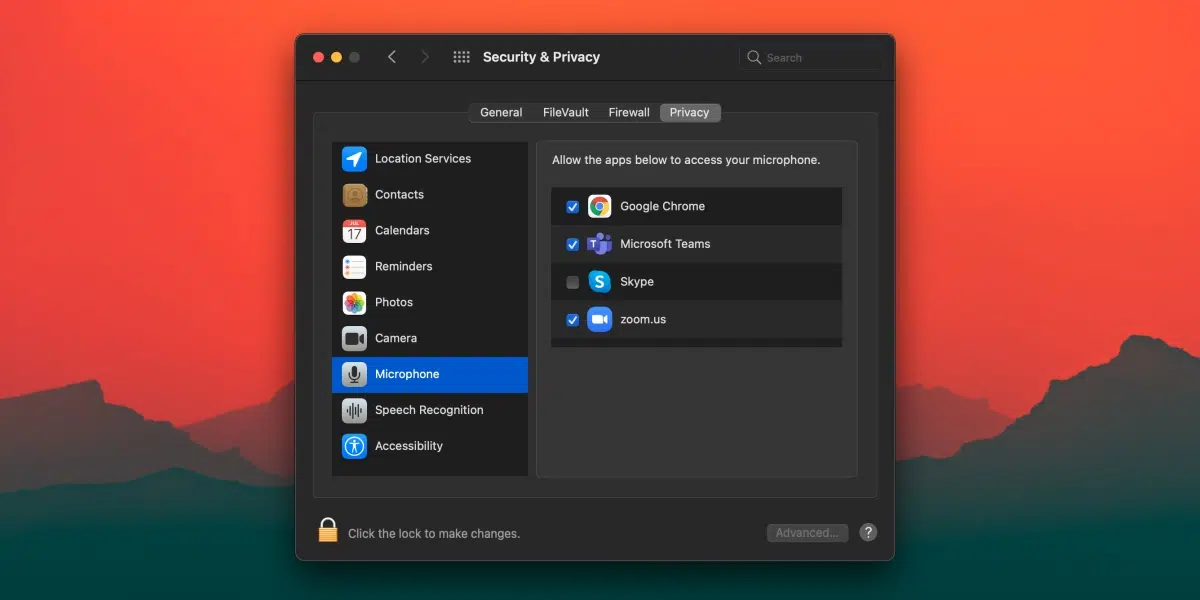 Security & Privacy
Search
General FileVault Firewall Privacy
Location Services
Contacts
JUL
17
Calendars
Reminders
Photos
Camera
Microphone
Speech Recognition
Accessibility
Allow the apps below to access your microphone.
Google Chrome
T
Microsoft Teams
S
Skype
zoom.us
Click the lock to make changes.
Advanced...
?